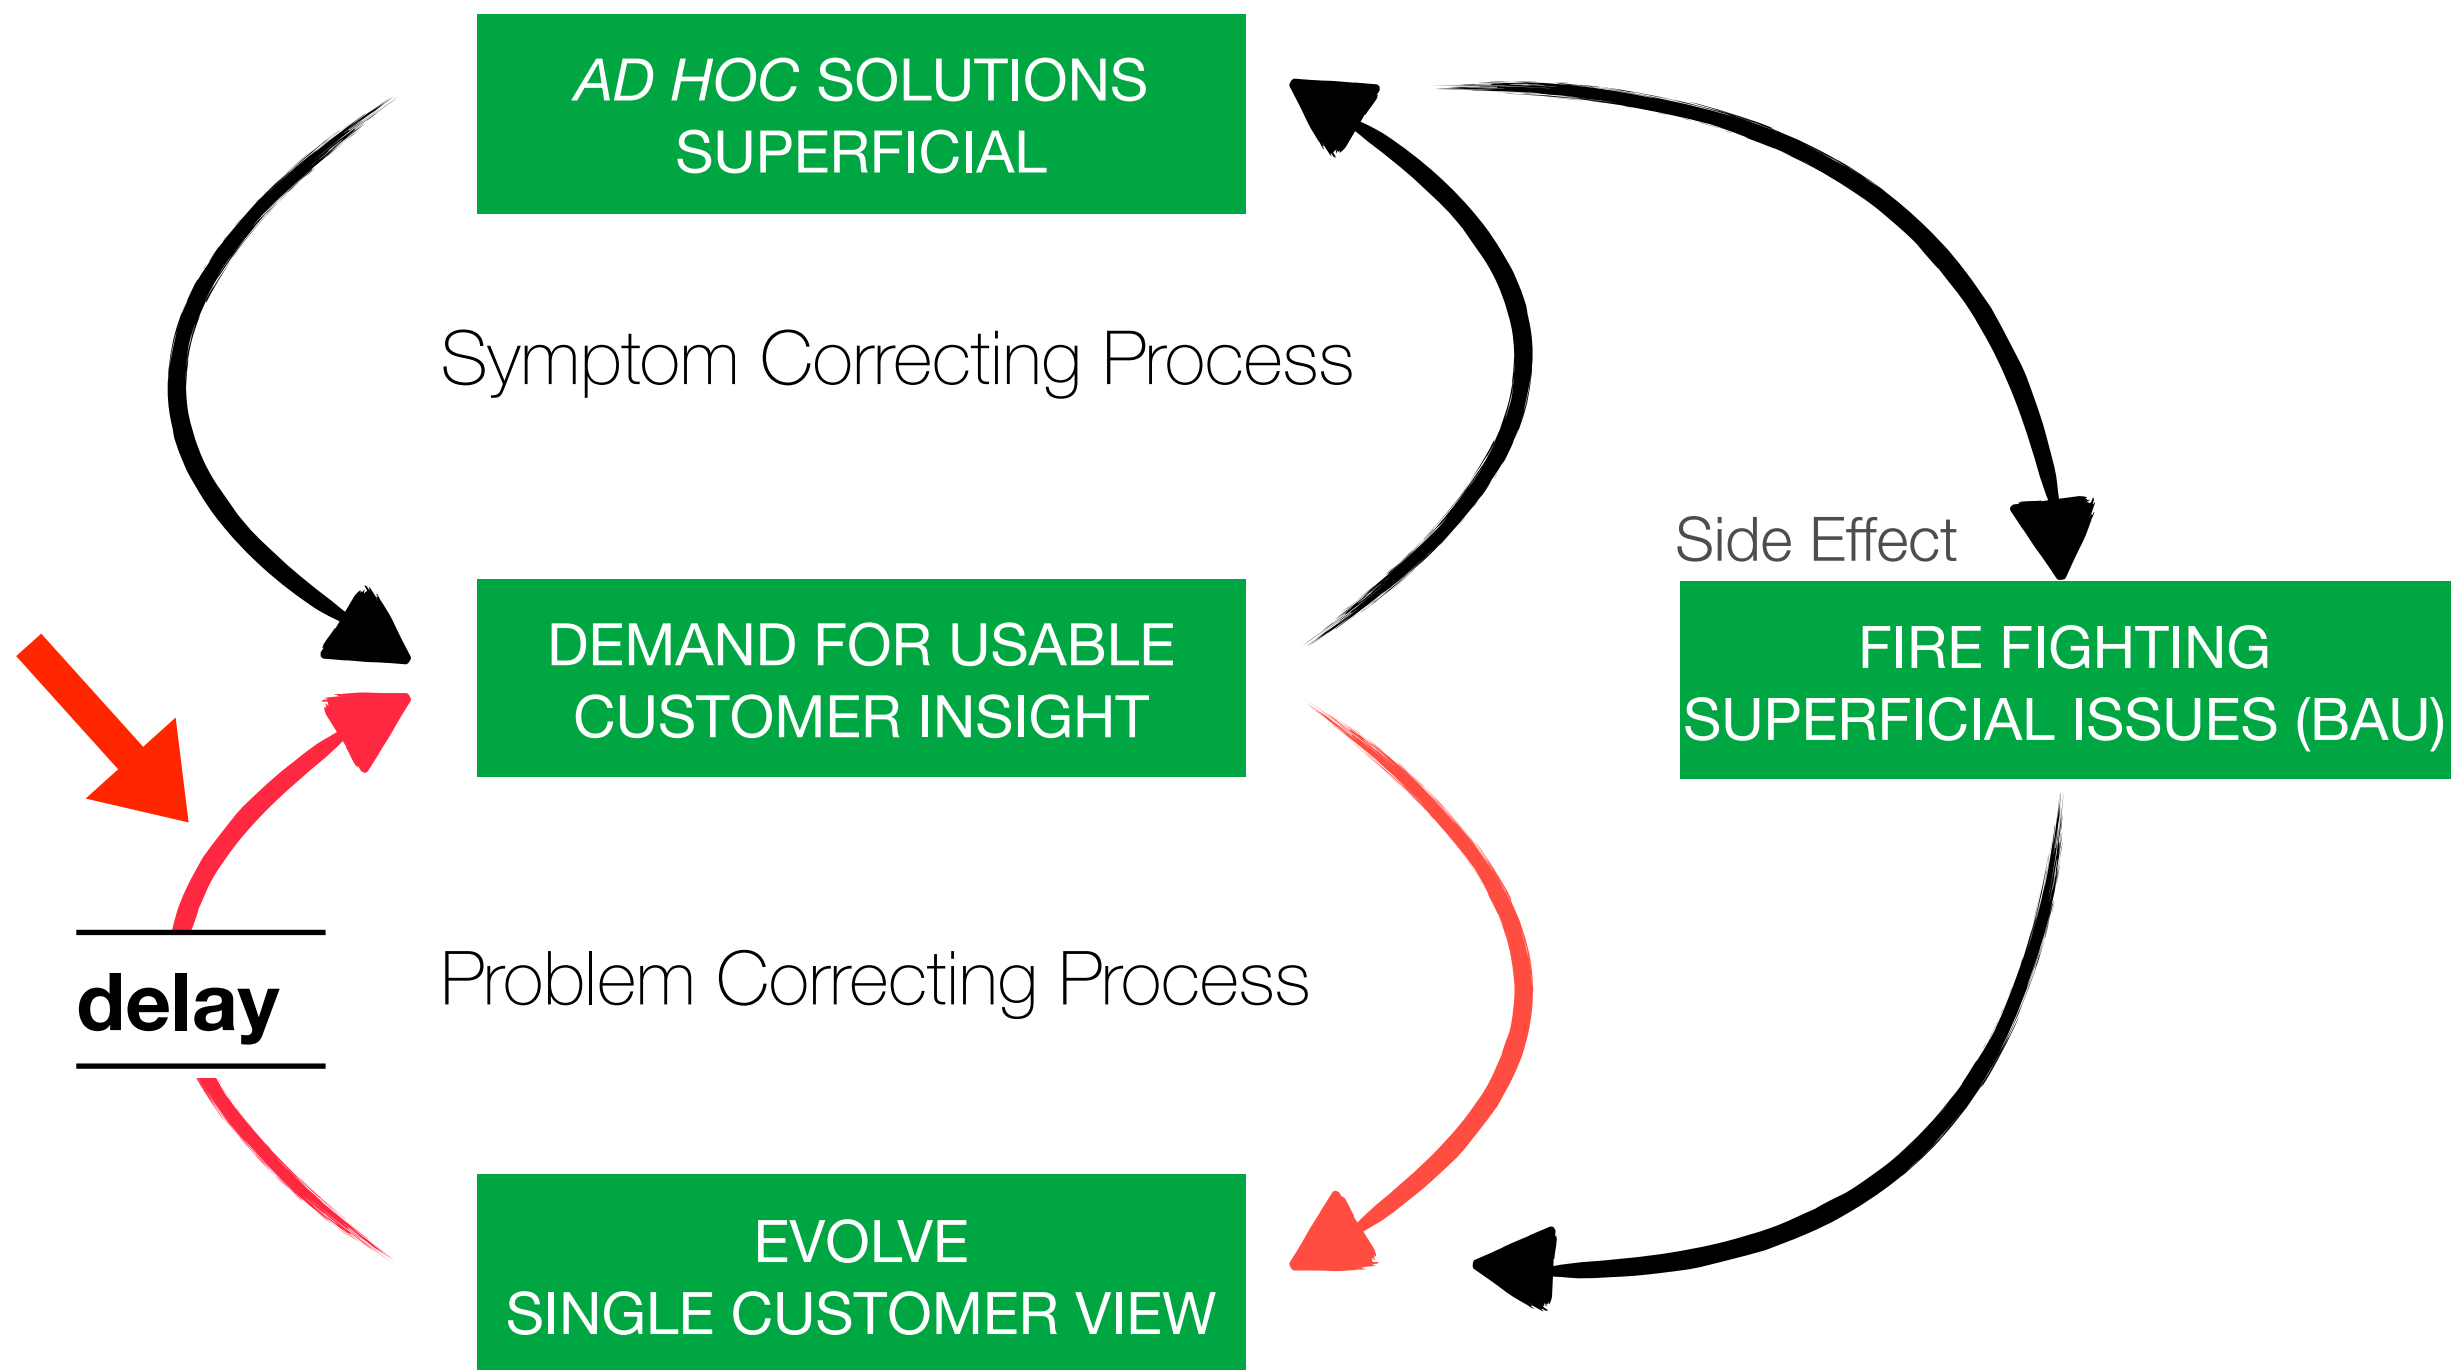 AD HOC SOLUTIONS
SUPERFICIAL
Symptom Correcting Process
Side Effect
DEMAND FOR USABLE
CUSTOMER INSIGHT
FIRE FIGHTING
SUPERFICIAL ISSUES (BAU)
delay
Problem Correcting Process
EVOLVE
SINGLE CUSTOMER VIEW